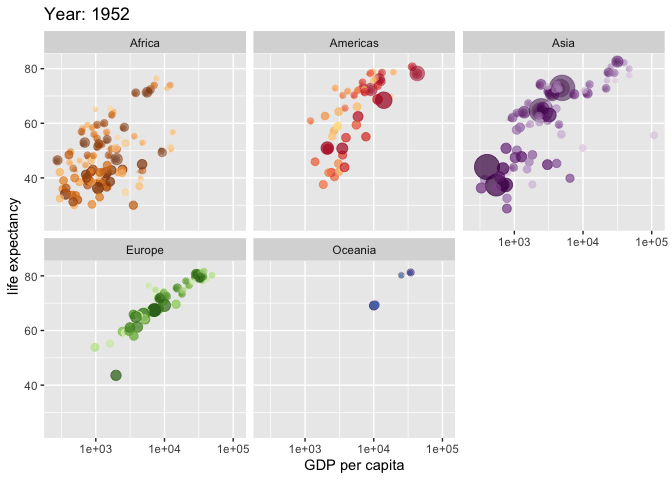 Year: 1952
Africa
Americas
Asia
80
60
40
1e+03 1e+04 1e+05
Europe
Oceania
80
60
40
1e+03 1e+04 1e+05
1e+03 1e+04 1e+05
life expectancy
GDP per capita